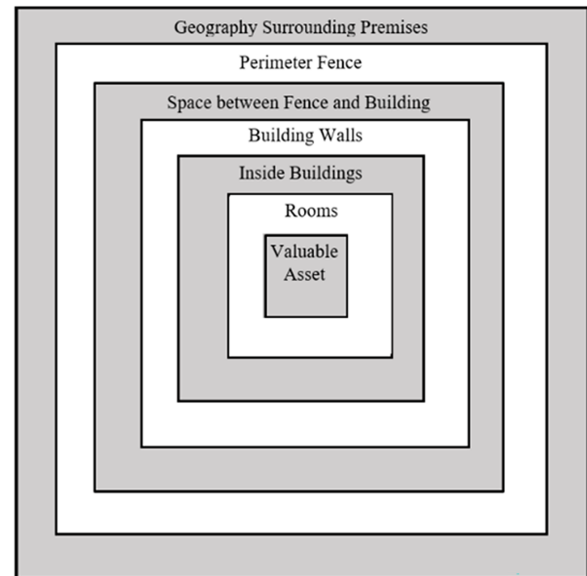 Geography Surrounding Premises
Perimeter Fence
Space between Fence and Building
Building Walls
Inside Buildings
Rooms
Valuable
Asset